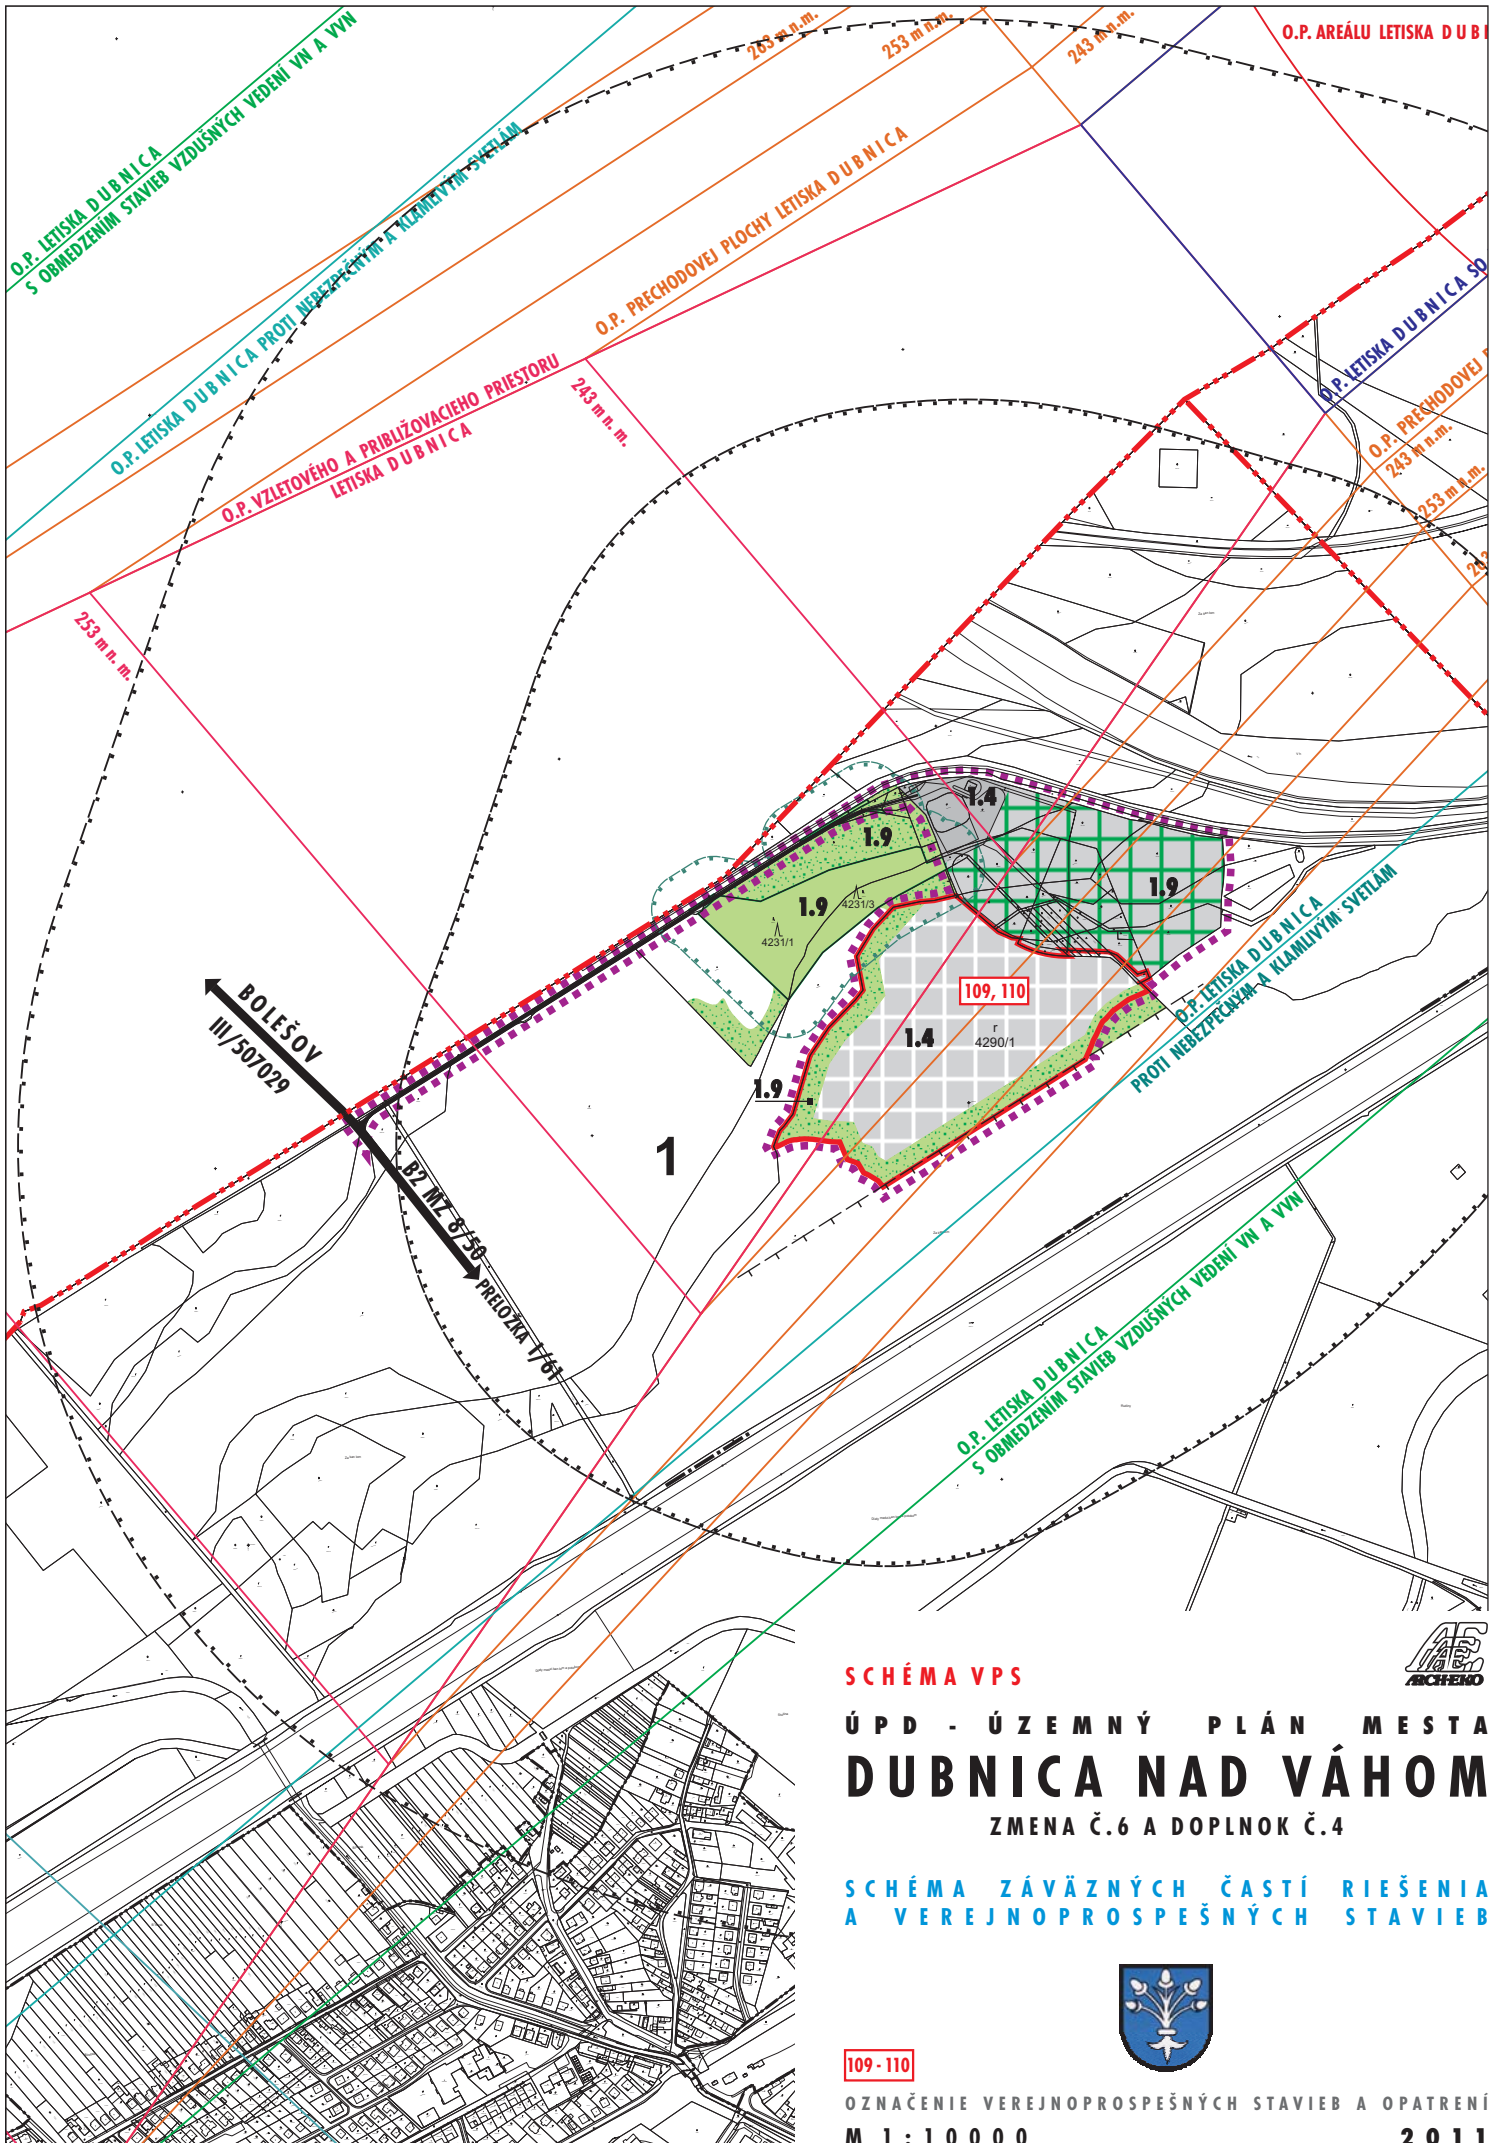 O.P. AREÁLU LETISKA DUB
263 m n.m.
253 m n.m.
243 m n.m.
O.P. LETISKA DUBNICA
S OBMEDZENÍM STAVIEB VZDUŠNÝCH VEDENÍ VN A VVN
O.P. LETISKA DUBNICA PROTI NEBEZPEČNÝM A KLAMLIVÝM SVETLÁM
O.P. PRECHODOVEJ PLOCHY LETISKA DUBNICA
O.P. VZLETOVÉHO A PRIBLIŽOVACIEHO PRIESTORU
LETISKA DUBNICA
243 m n. m.
253 m n. m.
O.P. LETISKA DUBNICA SO
O.P. PRECHODOVEJ
243 m n.m.
253 m n.m.
263
1.4
1.9
1.9
1.9
4231/3
4231/1
109, 110
1.4
r
4290/1
1.9
1
BOLEŠOV
III/507029
B2 MZ 8/50
PRELOŽKA 1/61
O.P. LETISKA DUBNICA
PROTI NEBEZPEČNÝM A KLAMLIVÝM SVETLÁM
O.P. LETISKA DUBNICA
S OBMEDZENÍM STAVIEB VZDUŠNÝCH VEDENÍ VN A VVN
ARCH-EKO
SCHÉMA VPS
ÚPD - ÚZEMNÝ PLÁN MESTA
DUBNICA NAD VÁHOM
ZMENA Č.6 A DOPLNOK Č.4
SCHÉMA ZÁVÄZNÝCH ČASTÍ RIEŠENIA
A VEREJNOPROSPEŠNÝCH STAVIEB
109 - 110
OZNAČENIE VEREJNOPROSPEŠNÝCH STAVIEB A OPATRENÍ
M 1 : 10000
2011